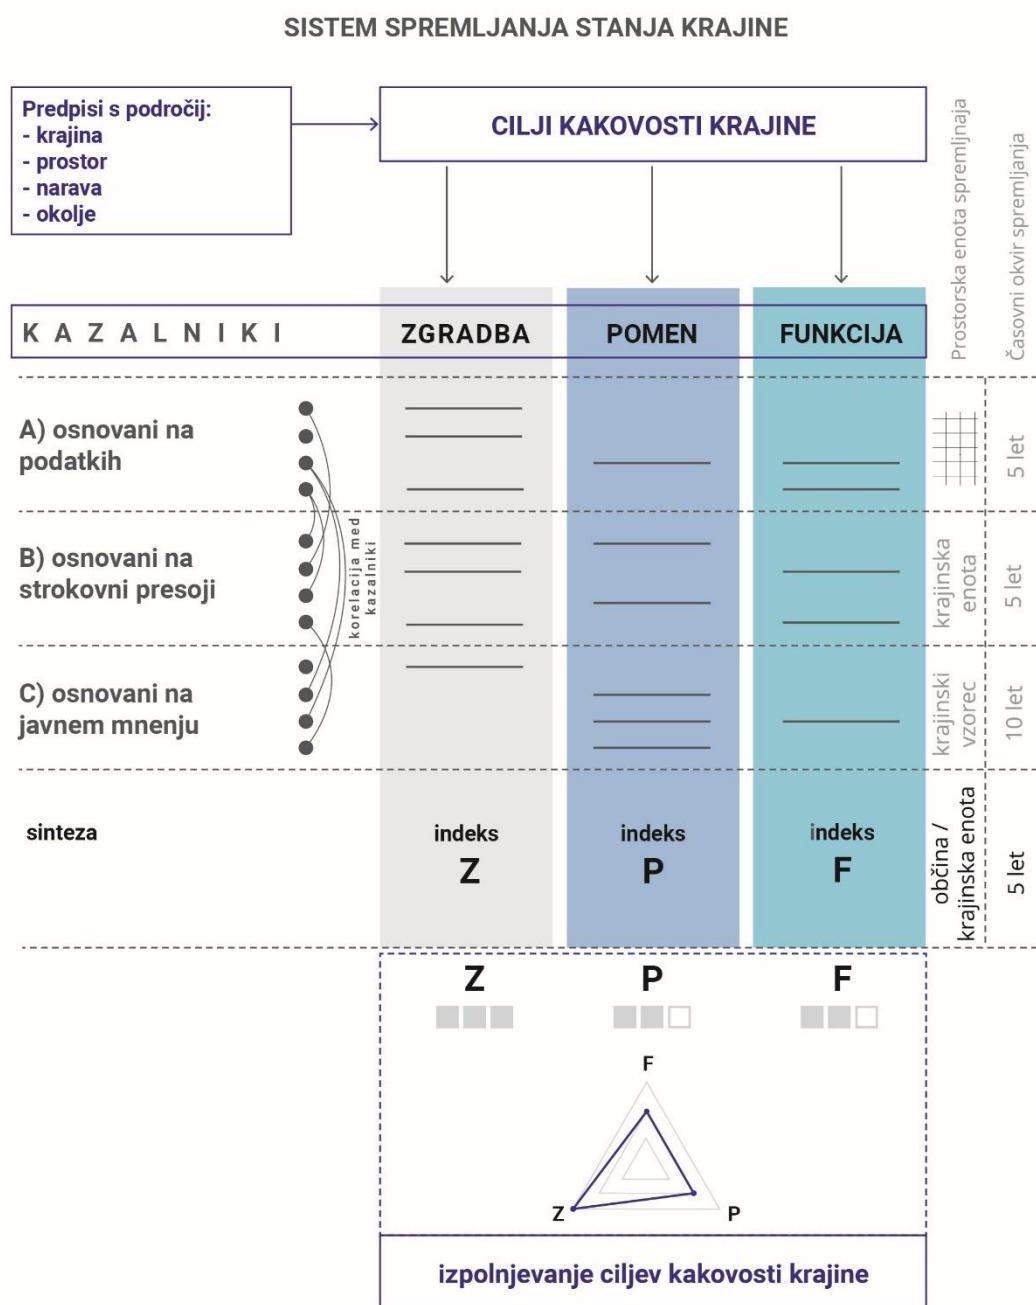 SISTEM SPREMLJANJA STANJA KRAJINE
Predpisi s področij:
- krajina
- prostor
- narava
- okolje
CILJI KAKOVOSTI KRAJINE
Prostorska enota spremljnaja
Časovni okvir spremljanja
KAZALNIKI
ZGRADBA
POMEN
FUNKCIJA
A) osnovani na
podatkih
5 let
B) osnovani na
strokovni presoji
korelacija med
kazalniki
krajinska
enota
5 let
C) osnovani na
javnem mnenju
krajinski
vzorec
10 let
sinteza
indeks
Z
indeks
P
indeks
F
občina /
krajinska enota
5 let
Z
P
F
F
Z
P
izpolnjevanje ciljev kakovosti krajine